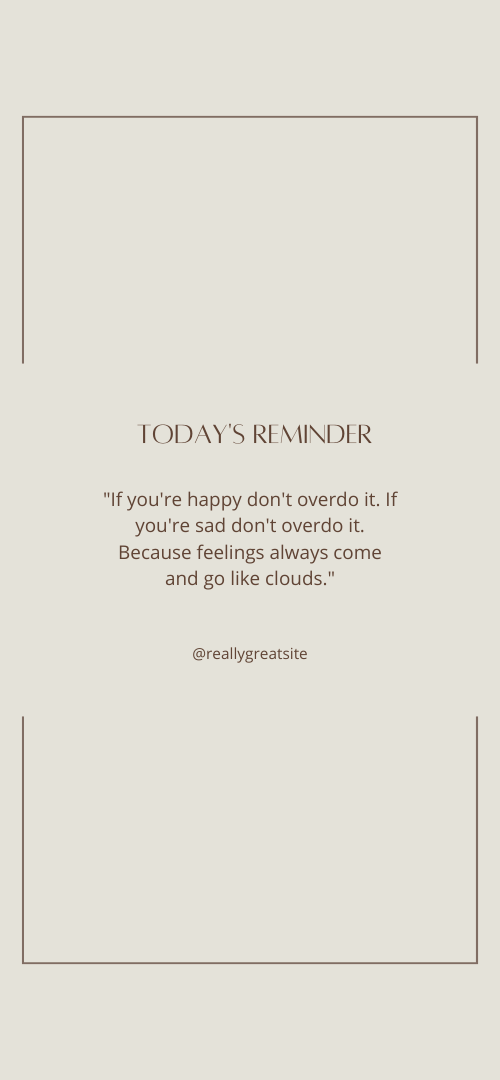 TODAY'S REMINDER
"If you're happy don't overdo it. If
you're sad don't overdo it.
Because feelings always come
and go like clouds."
@reallygreatsite